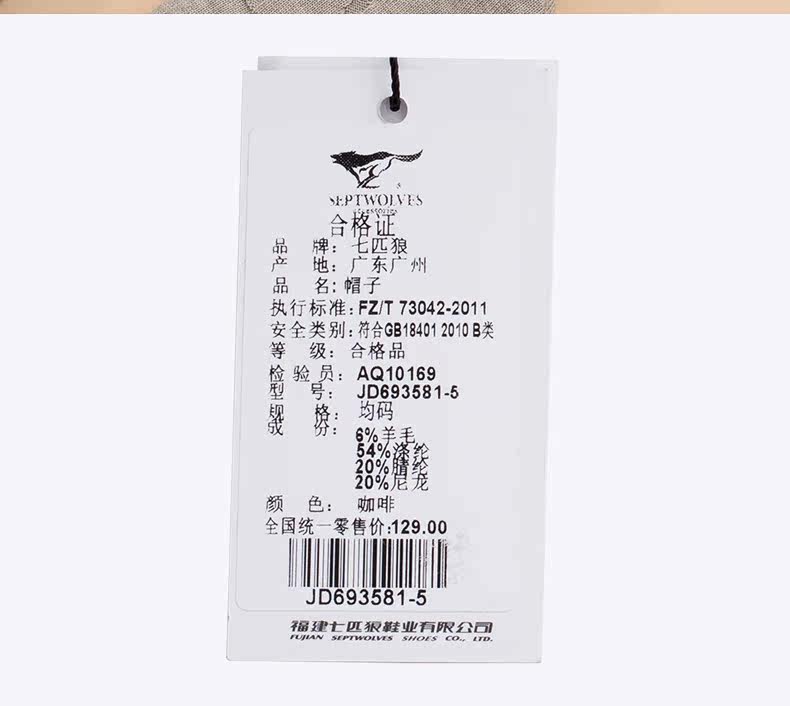 SEPTWOLVES
ACCESSORIES
合格证
品 牌: 七匹狼
产 地: 广东广州
品 名: 帽子
执行标准: FZ/T 73042-2011
安全类别: 符合GB18401 2010 B类
等 级: 合格品
检 验 员: AQ10169
型 号: JD693581-5
规 格: 均码
成 份: 6%羊毛
54%涤纶
20%腈纶
20%尼龙
颜 色: 咖啡
全国统一零售价:129.00
JD693581-5
福建七匹狼鞋业有限公司
FUJIAN SEPTWOLVES SHOES CO., LTD.